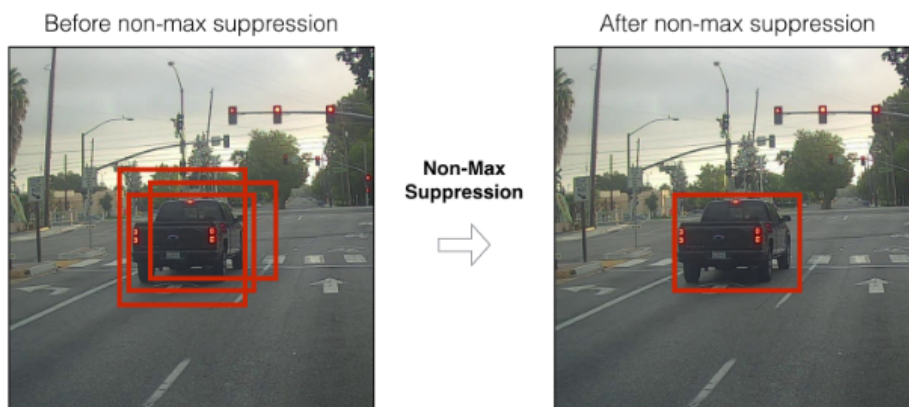 Before non-max suppression
After non-max suppression
Non-Max
Suppression